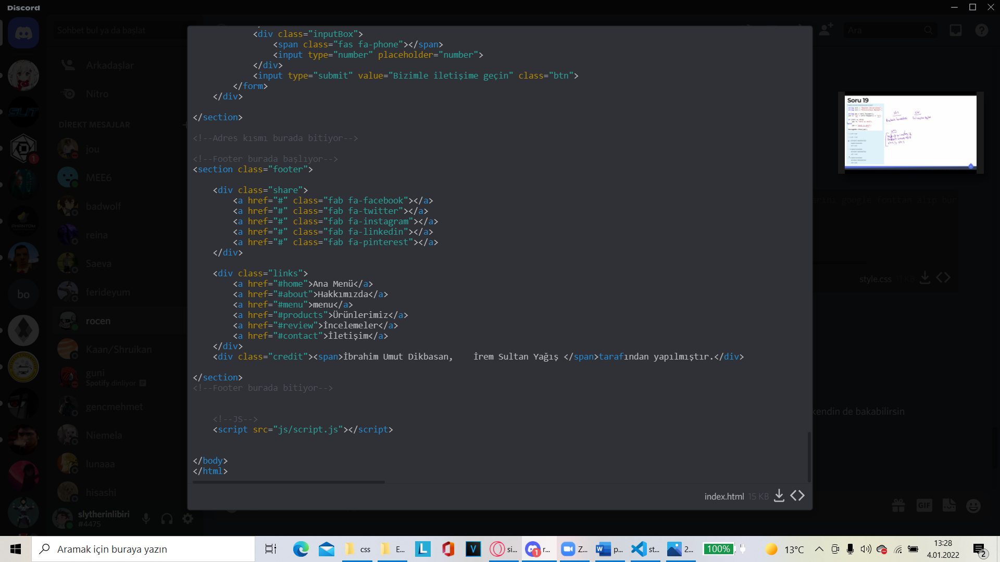 Discord
Sohbet bul ya da başlat
Arkadaşlar
Nitro
DİREKT MESAJLAR
jou
MEE6
badwolf
reina
Saeva
ferideyum
rocen
Kaan/Shruikan
guni
Spotify dinliyor
gencmehmet
Niemela
lunaaa
hisashi
slytherinlibiri
#4475
SLIT
1
PHANTOM
bo
<div class="inputBox">
<span class="fas fa-phone"></span>
<input type="number" placeholder="number">
</div>
<input type="submit" value="Bizimle iletişime geçin" class="btn">
</form>
</div>
</section>
<!--Adres kısmı burada bitiyor-->
<!--Footer burada başlıyor-->
<section class="footer">
<div class="share">
<a href="#" class="fab fa-facebook"></a>
<a href="#" class="fab fa-twitter"></a>
<a href="#" class="fab fa-instagram"></a>
<a href="#" class="fab fa-linkedin"></a>
<a href="#" class="fab fa-pinterest"></a>
</div>
<div class="links">
<a href="#home">Ana Menü</a>
<a href="#about">Hakkımızda</a>
<a href="#menu">menu</a>
<a href="#products">Ürünlerimiz</a>
<a href="#review">İncelemeler</a>
<a href="#contact">İletişim</a>
</div>
<div class="credit"><span>İbrahim Umut Dikbasan,    İrem Sultan Yağış </span>tarafından yapılmıştır.</div>
</section>
<!--Footer burada bitiyor-->
<!--JS-->
<script src="js/script.js"></script>
</body>
</html>
index.html 15 KB
Ara
Soru 19
google fonttan alıp bur
style.css
KB
kendin de bakabilirsin
GIF
Aramak için buraya yazın
css
E...
L
V
si...
1
r...
Z...
p...
st...
2...
100%
13°C
13:28
4.01.2022
2